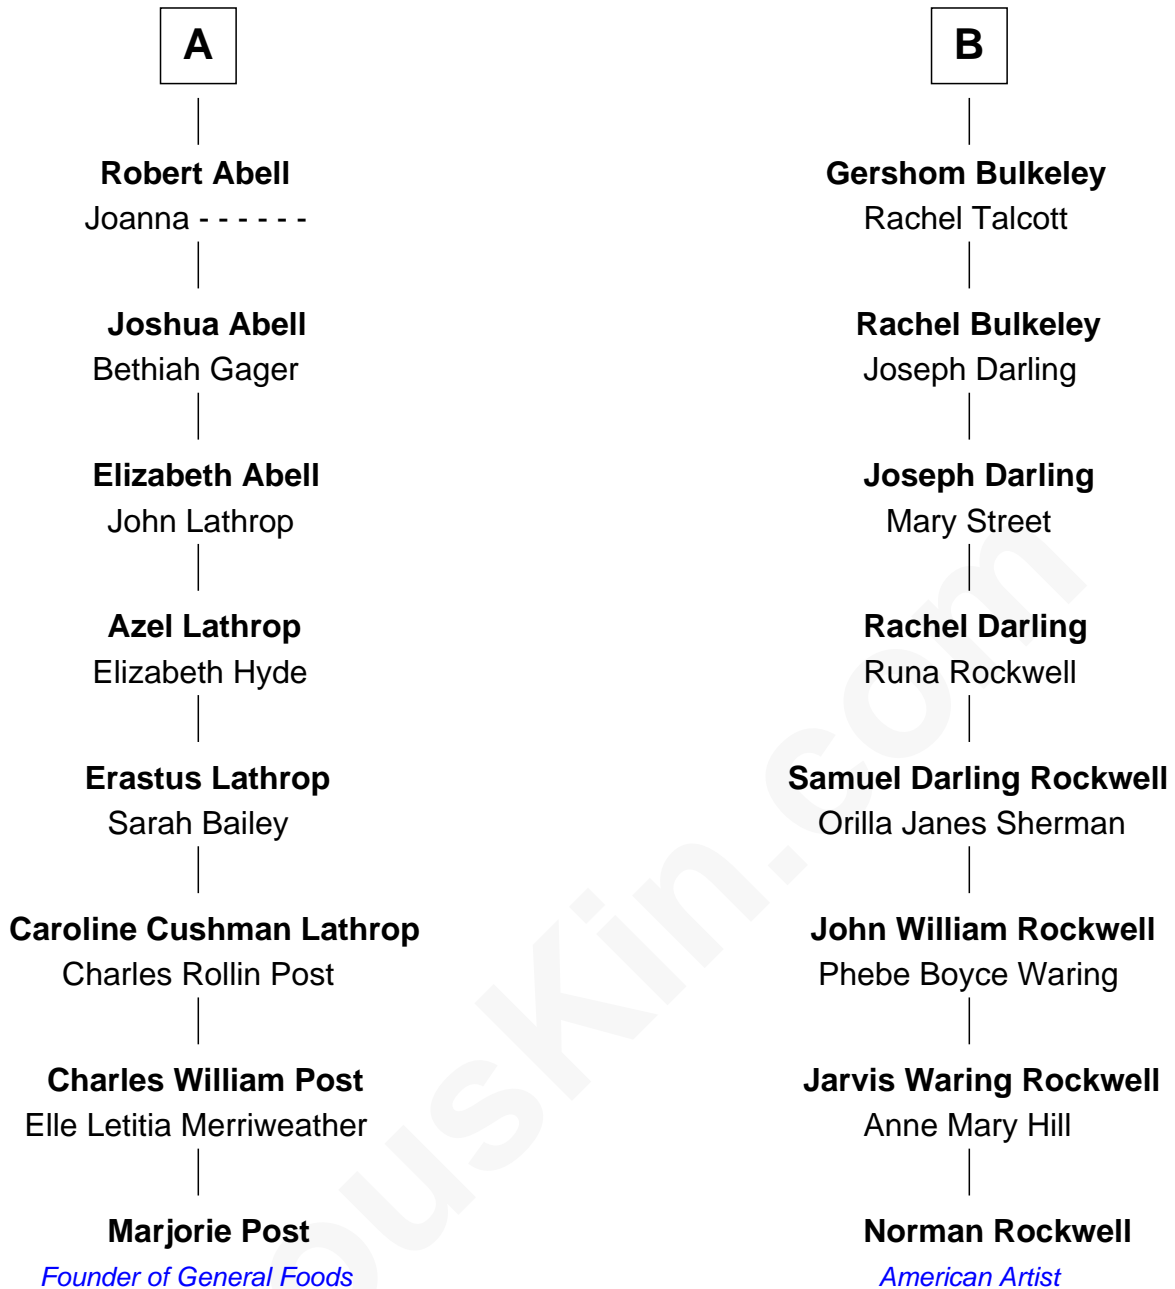 A
Robert Abell
Joanna - - - - - -
Joshua Abell
Bethiah Gager
Elizabeth Abell
John Lathrop
Azel Lathrop
Elizabeth Hyde
Erastus Lathrop
Sarah Bailey
Caroline Cushman Lathrop
Charles Rollin Post
Charles William Post
Elle Letitia Merriweather
Marjorie Post
Founder of General Foods
B
Gershom Bulkeley
Rachel Talcott
Rachel Bulkeley
Joseph Darling
Joseph Darling
Mary Street
Rachel Darling
Runa Rockwell
Samuel Darling Rockwell
Orilla Janes Sherman
John William Rockwell
Phebe Boyce Waring
Jarvis Waring Rockwell
Anne Mary Hill
Norman Rockwell
American Artist
ousKin.com